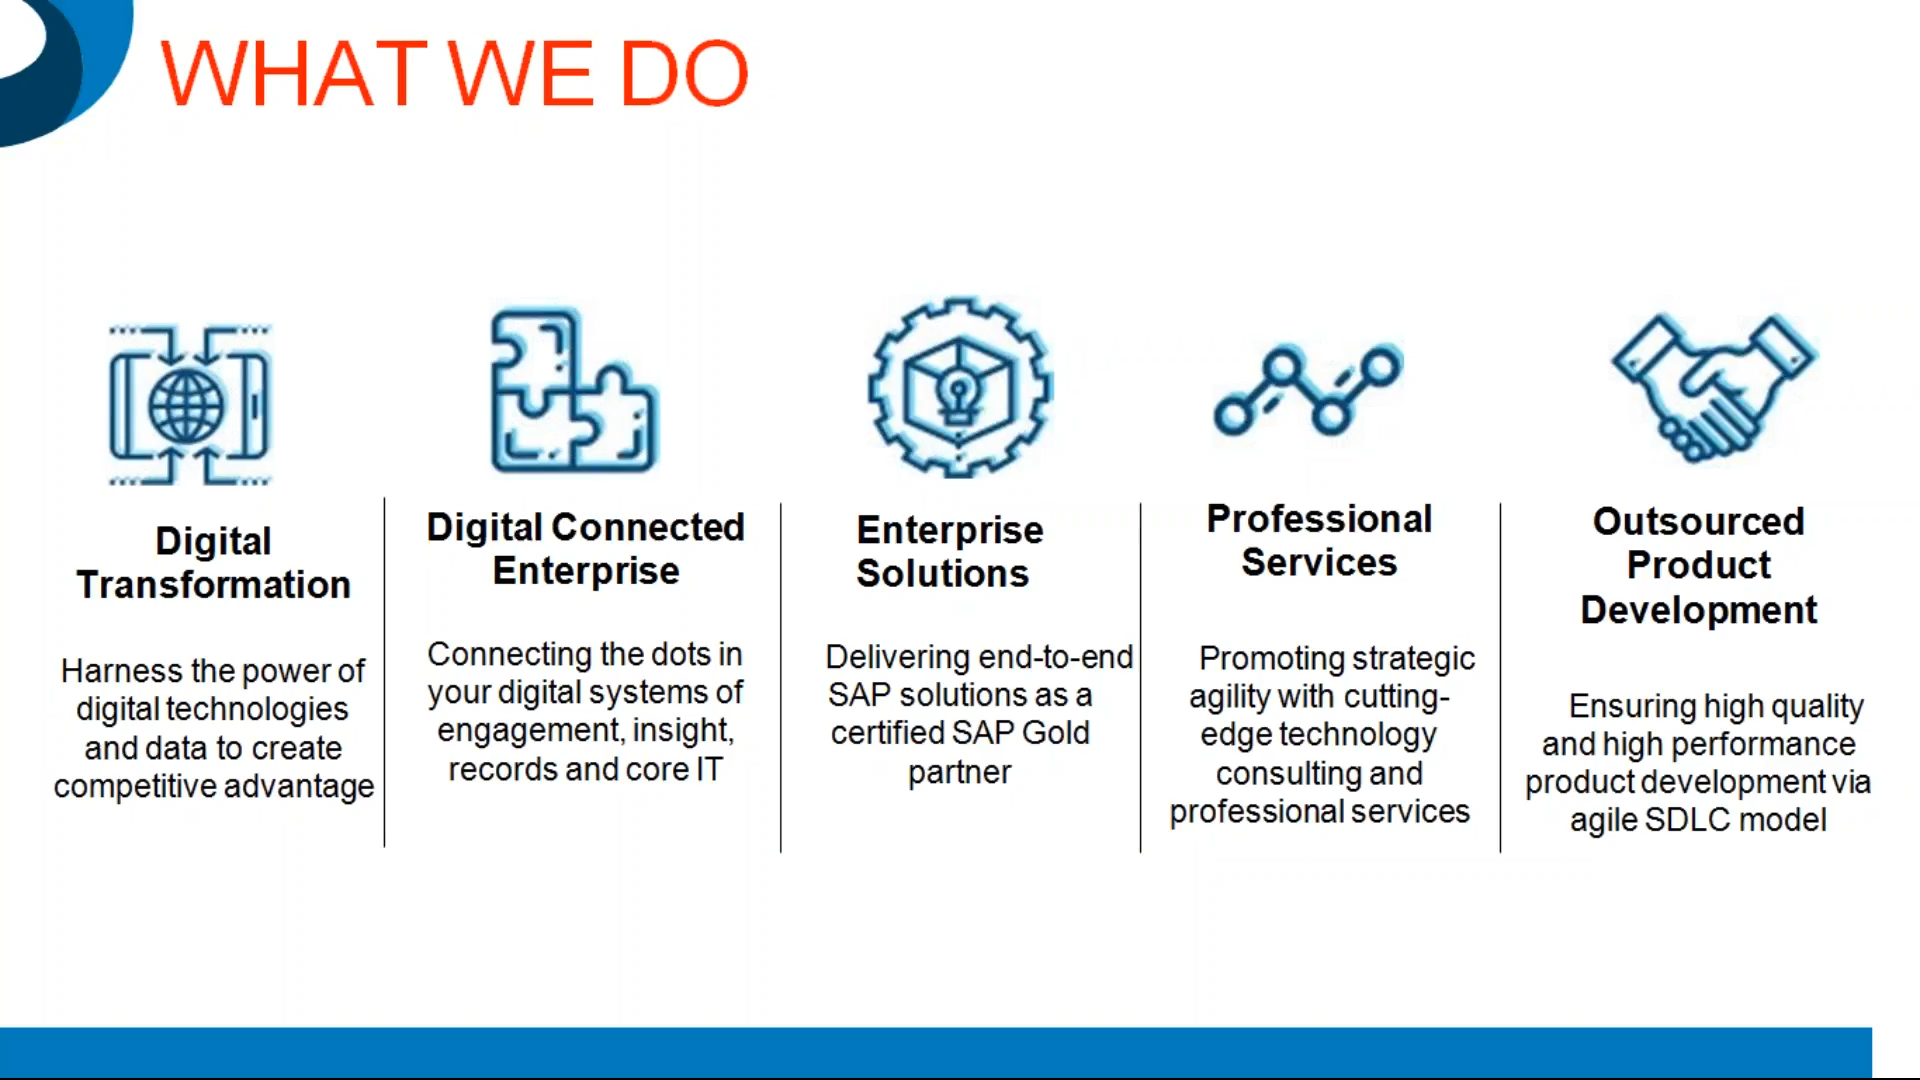 WHAT WE DO
Digital
Transformation
Harness the power of
digital technologies
and data to create
competitive advantage
Digital Connected
Enterprise
Connecting the dots in
your digital systems of
engagement, insight,
records and core IT
Enterprise
Solutions
Delivering end-to-end
SAP solutions as a
certified SAP Gold
partner
Professional
Services
Promoting strategic
agility with cutting-
edge technology
consulting and
professional services
Outsourced
Product
Development
Ensuring high quality
and high performance
product development via
agile SDLC model